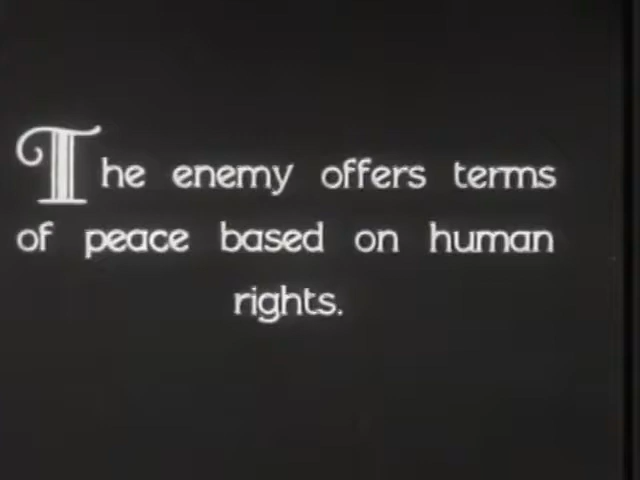 The enemy offers terms
of peace based on human
rights.